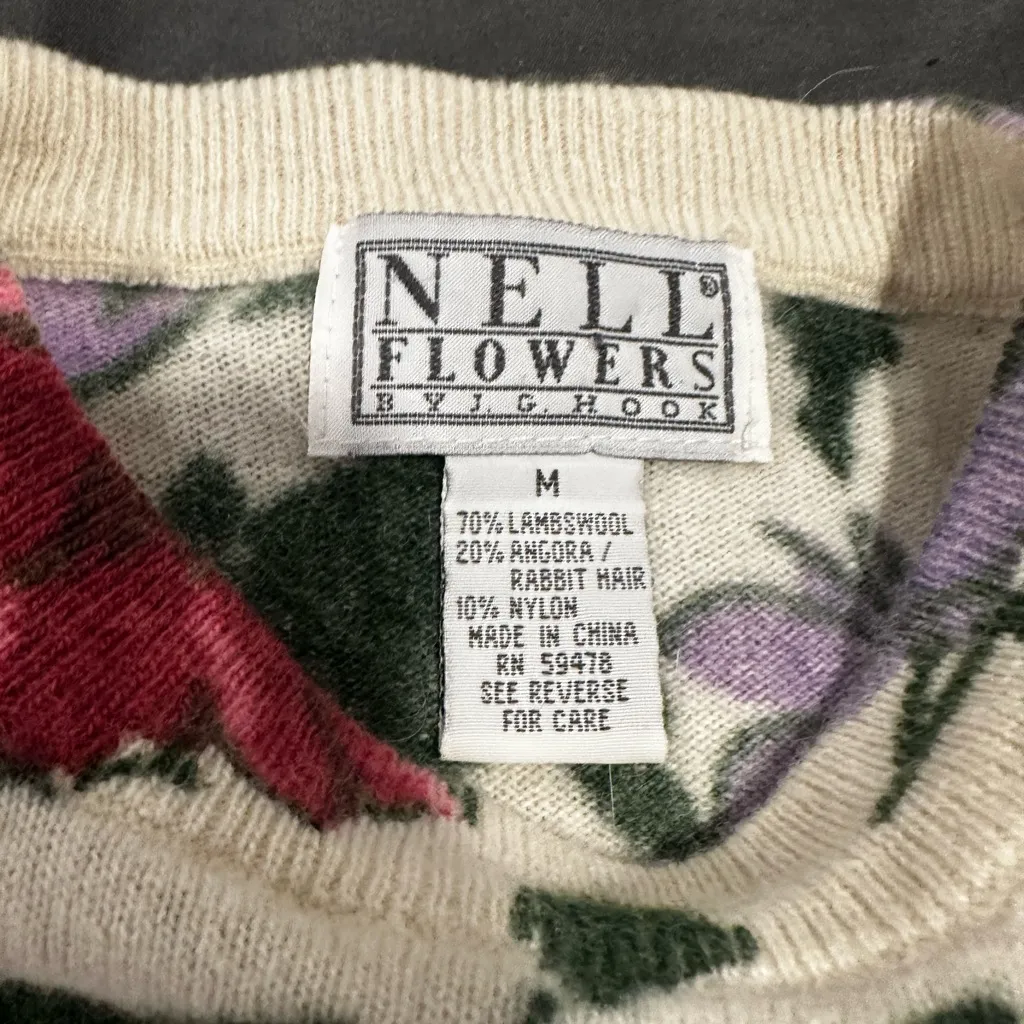 NELL®
FLOWERS
BY J. G. HOOK
M
70% LAMBSWOOL
20% ANGORA /
RABBIT HAIR
10% NYLON
MADE IN CHINA
RN 59478
SEE REVERSE
FOR CARE